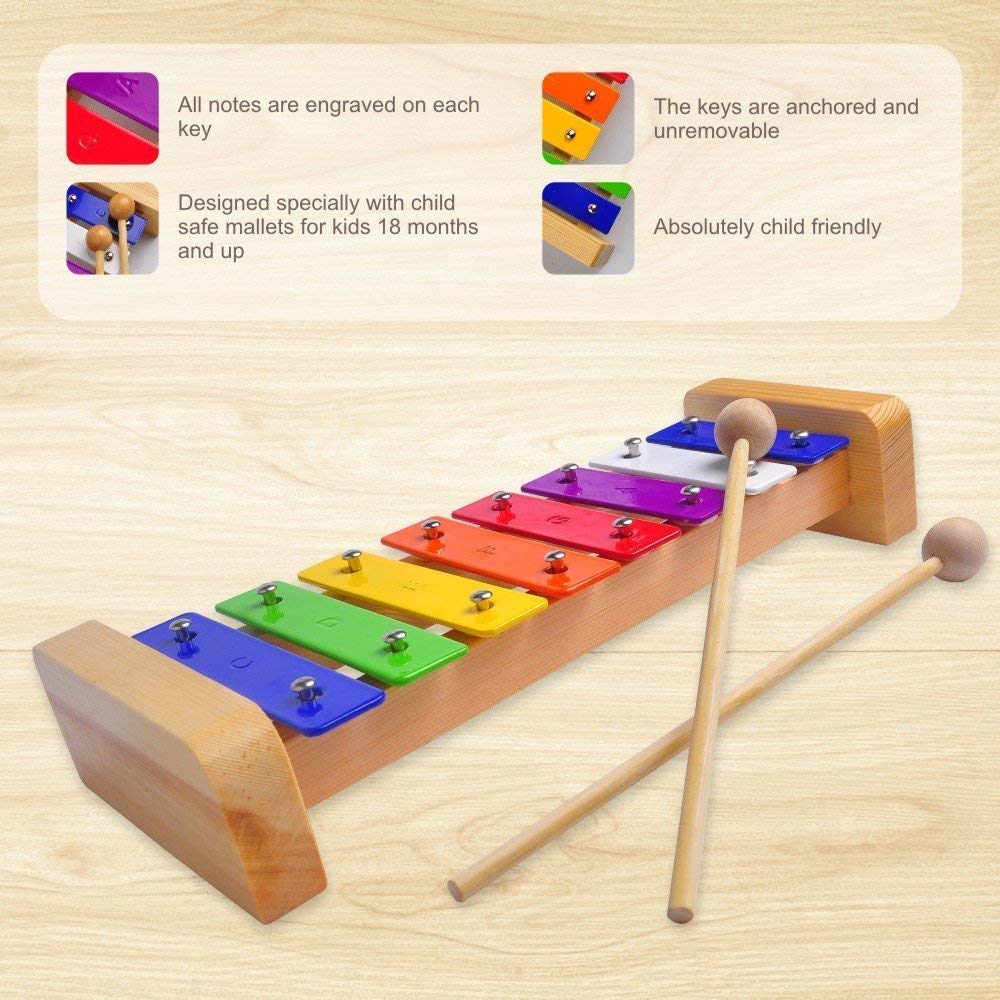 All notes are engraved on each
key
The keys are anchored and
unremovable
Designed specially with child
safe mallets for kids 18 months
and up
Absolutely child friendly
A
G
C
D
E
F
G
A